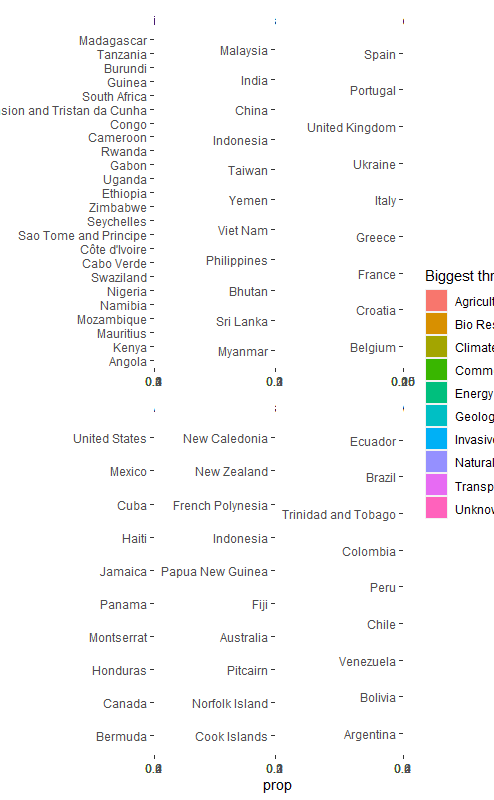 Madagascar
Tanzania
Burundi
Guinea
South Africa
sion and Tristan da Cunha
Congo
Cameroon
Rwanda
Gabon
Uganda
Ethiopia
Zimbabwe
Seychelles
Sao Tome and Principe
Côte d'Ivoire
Cabo Verde
Swaziland
Nigeria
Namibia
Mozambique
Mauritius
Kenya
Angola
Malaysia
India
China
Indonesia
Taiwan
Yemen
Viet Nam
Philippines
Bhutan
Sri Lanka
Myanmar
Spain
Portugal
United Kingdom
Ukraine
Italy
Greece
France
Croatia
Belgium
United States
Mexico
Cuba
Haiti
Jamaica
Panama
Montserrat
Honduras
Canada
Bermuda
New Caledonia
New Zealand
French Polynesia
Indonesia
Papua New Guinea
Fiji
Australia
Pitcairn
Norfolk Island
Cook Islands
Ecuador
Brazil
Trinidad and Tobago
Colombia
Peru
Chile
Venezuela
Bolivia
Argentina
prop
Biggest thr
Agricult
Bio Res
Climate
Comm
Energy
Geolog
Invasive
Natural
Transp
Unknow